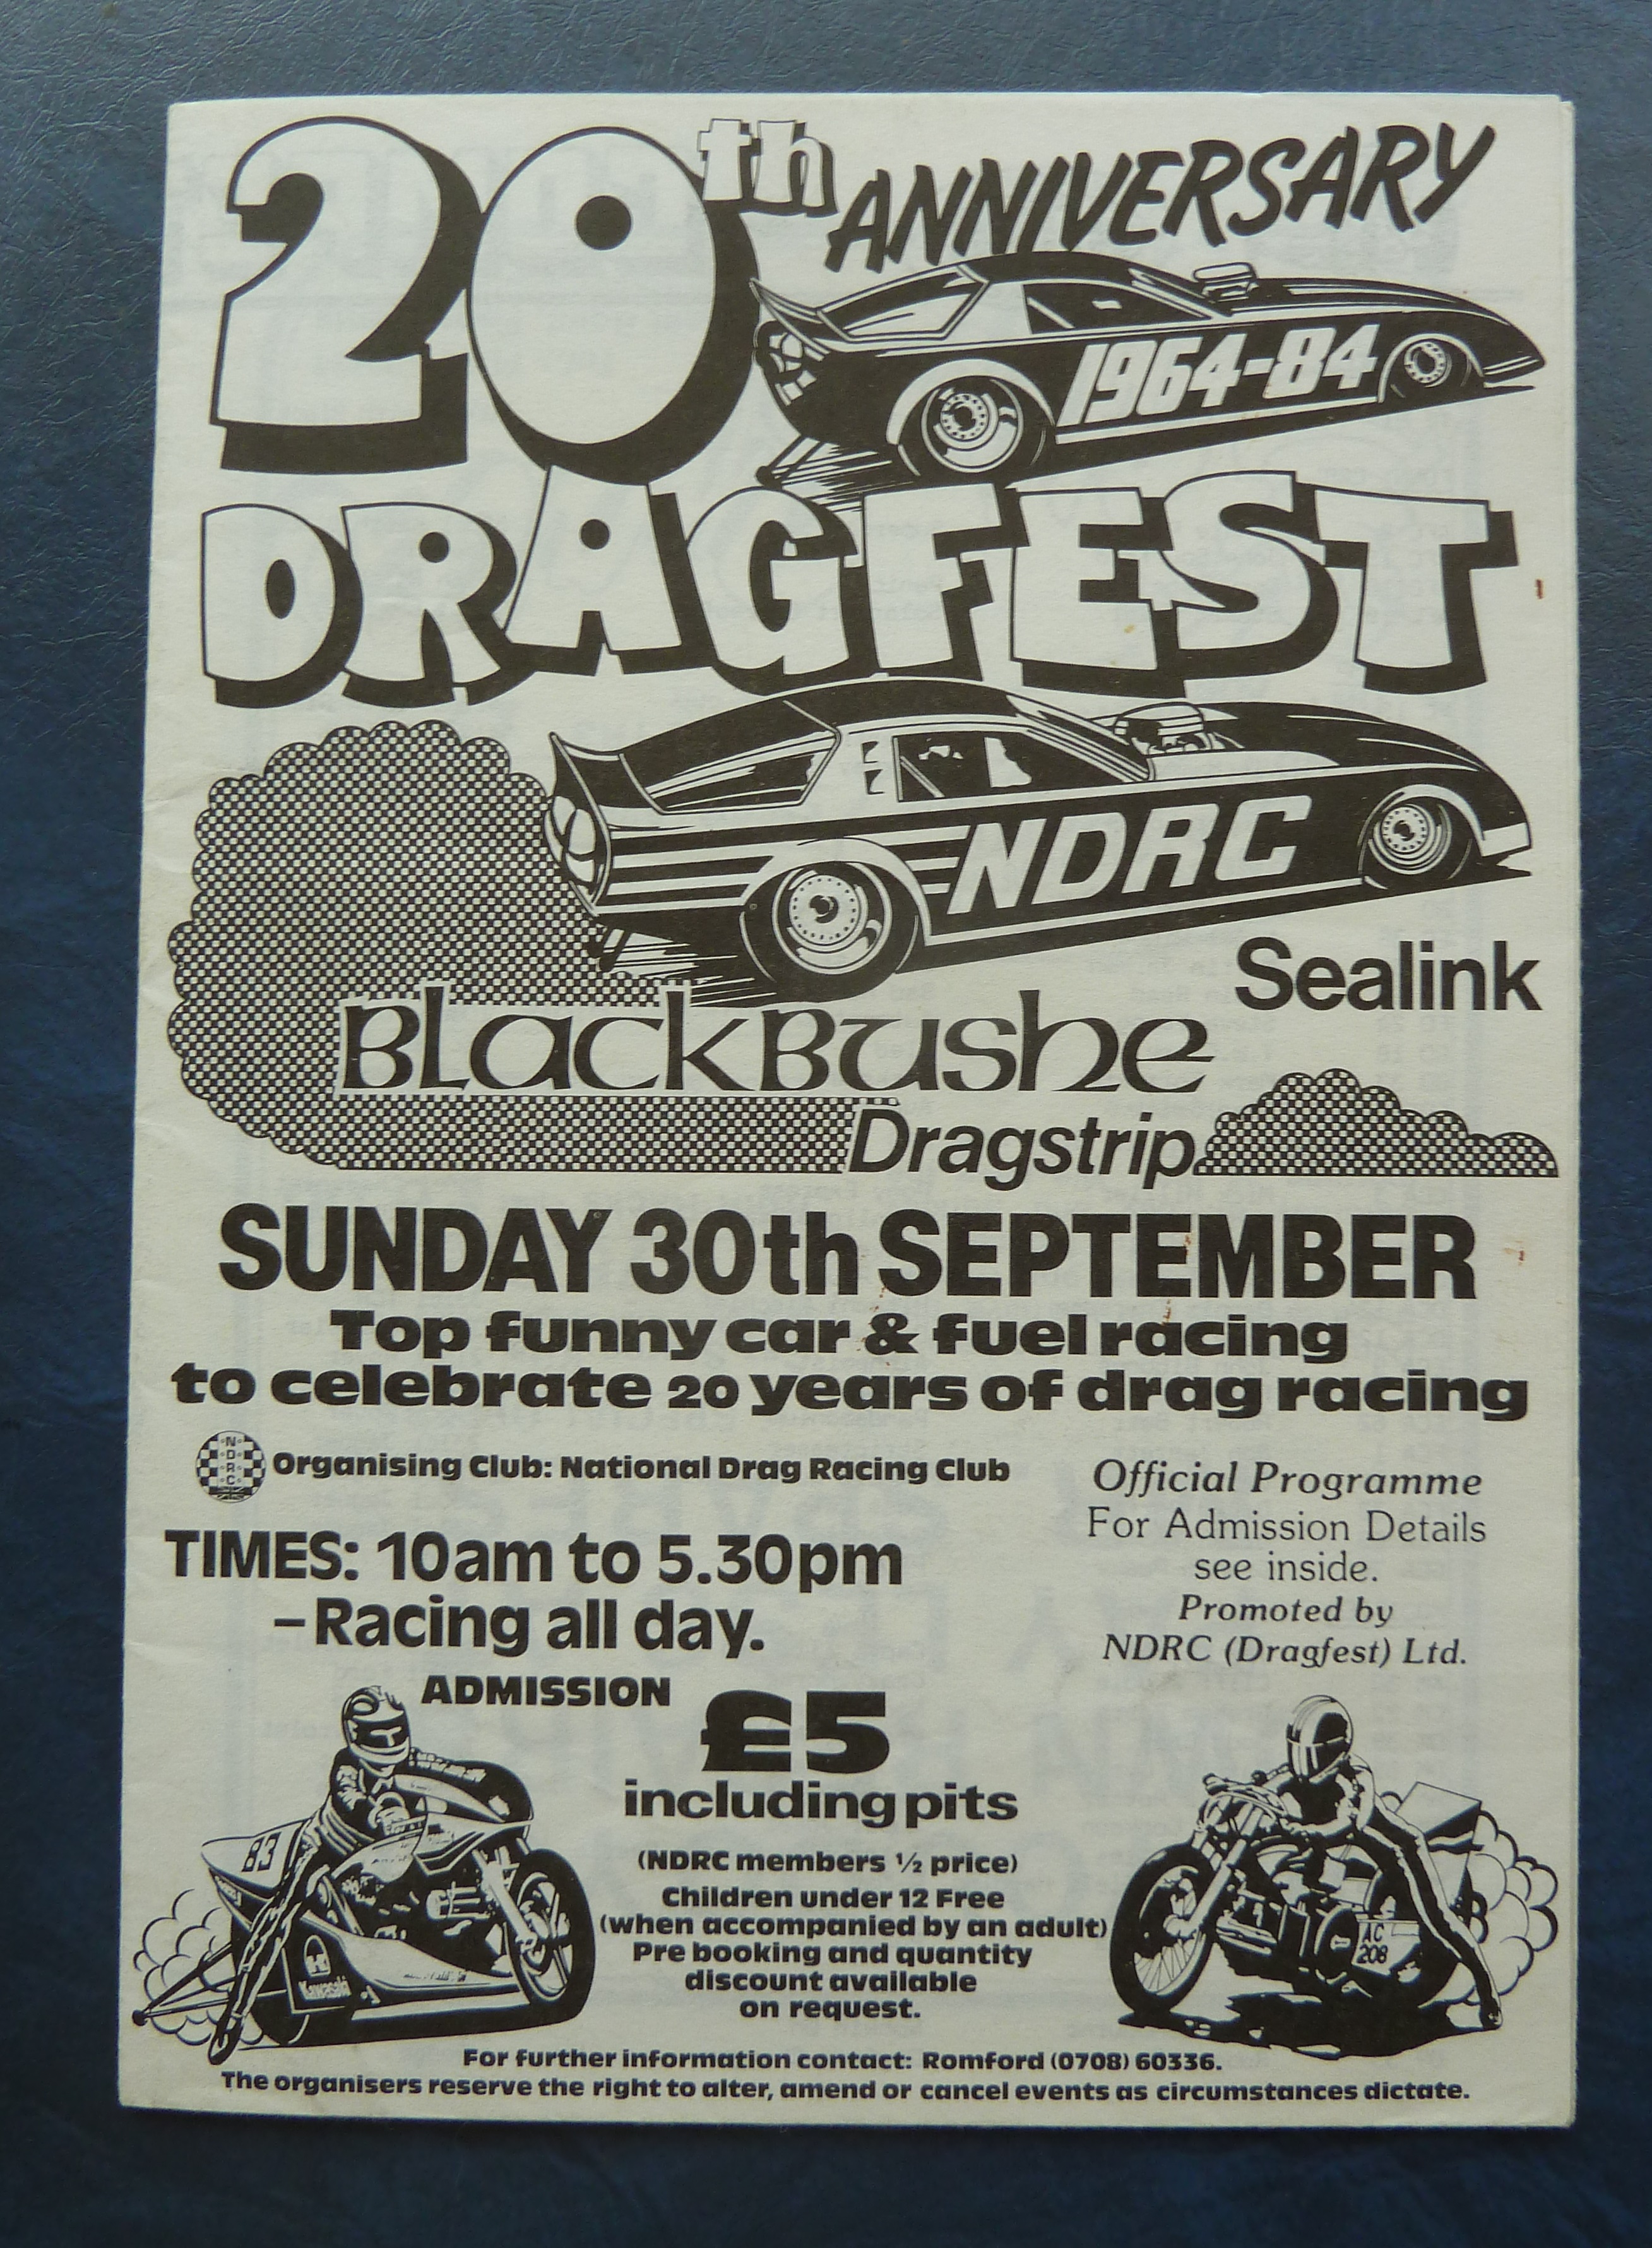 20th ANNIVERSARY
1964-84
DRAGFEST
NDRC
Sealink
BlackBushe
Dragstrip
SUNDAY 30th SEPTEMBER
Top funny car & fuel racing
to celebrate 20 years of drag racing
NDRC
Organising Club: National Drag Racing Club
Official Programme
For Admission Details
see inside.
Promoted by
NDRC (Dragfest) Ltd.
TIMES: 10am to 5.30pm
–Racing all day.
ADMISSION
£5
including pits
(NDRC members ½ price)
Children under 12 Free
(when accompanied by an adult)
Pre booking and quantity
discount available
on request.
83
Kawasaki
AC
208
For further information contact: Romford (0708) 60336.
The organisers reserve the right to alter, amend or cancel events as circumstances dictate.